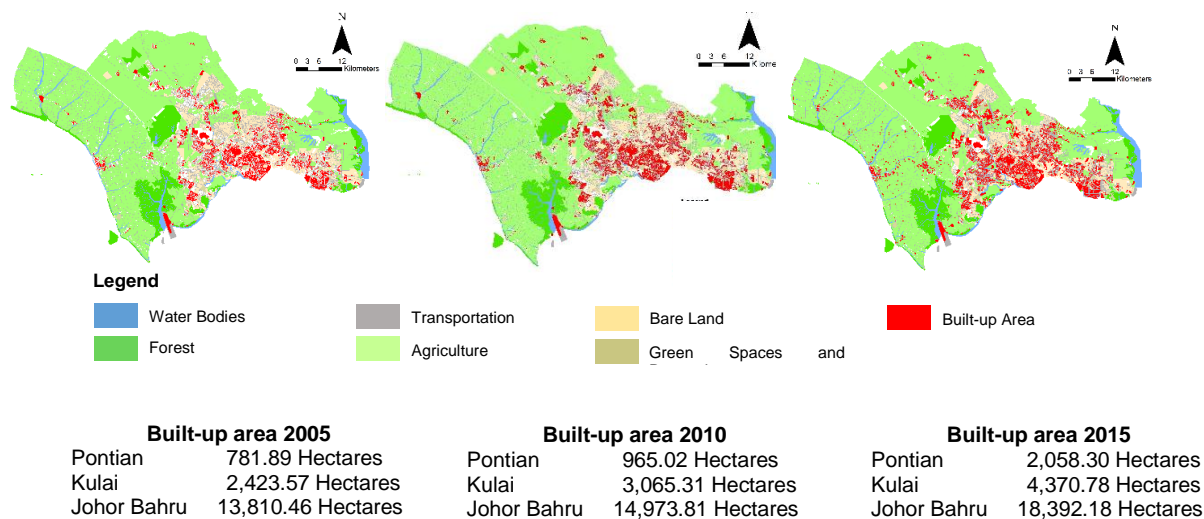 N
0 3 6 12
Kilometers
N
0 3 6 12
Kilome
N
0 3 6 12
Kilometers
Legend
Water Bodies
Transportation
Bare Land
Built-up Area
Forest
Agriculture
Green Spaces and
Built-up area 2005
Pontian 781.89 Hectares
Kulai 2,423.57 Hectares
Johor Bahru 13,810.46 Hectares
Built-up area 2010
Pontian 965.02 Hectares
Kulai 3,065.31 Hectares
Johor Bahru 14,973.81 Hectares
Built-up area 2015
Pontian 2,058.30 Hectares
Kulai 4,370.78 Hectares
Johor Bahru 18,392.18 Hectares